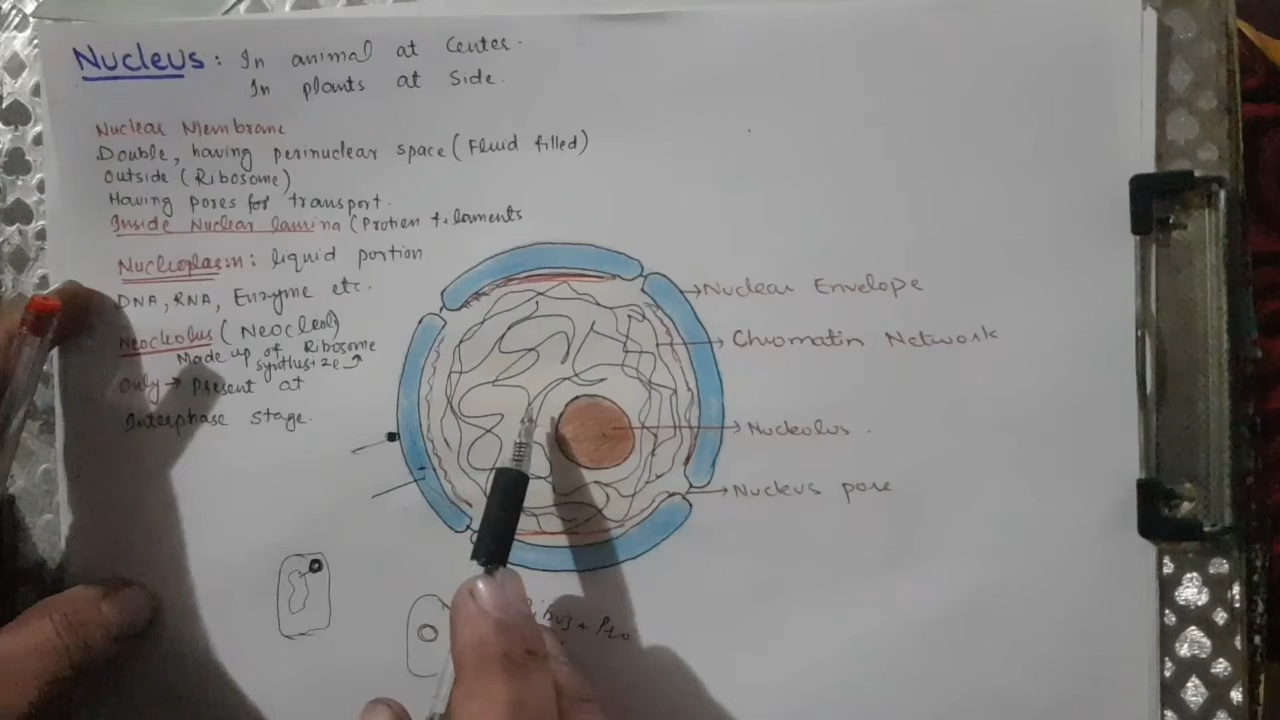 Nucleus : In animal at Center.
In plants at Side.
Nuclear Membrane
Double, having perinuclear space (Fluid filled)
Outside (Ribosome)
Having pores for transport.
Inside Nuclear lamina (Protien filaments
Nucleoplasm : liquid portion
DNA, RNA, Enzyme etc.
Neocleolus (Neocleol)
Made up of Ribosome
synthesize
Only → Present at
Interphase stage.
Nuclear Envelope
Chromatin Network
Nucleolus.
Nucleus pore